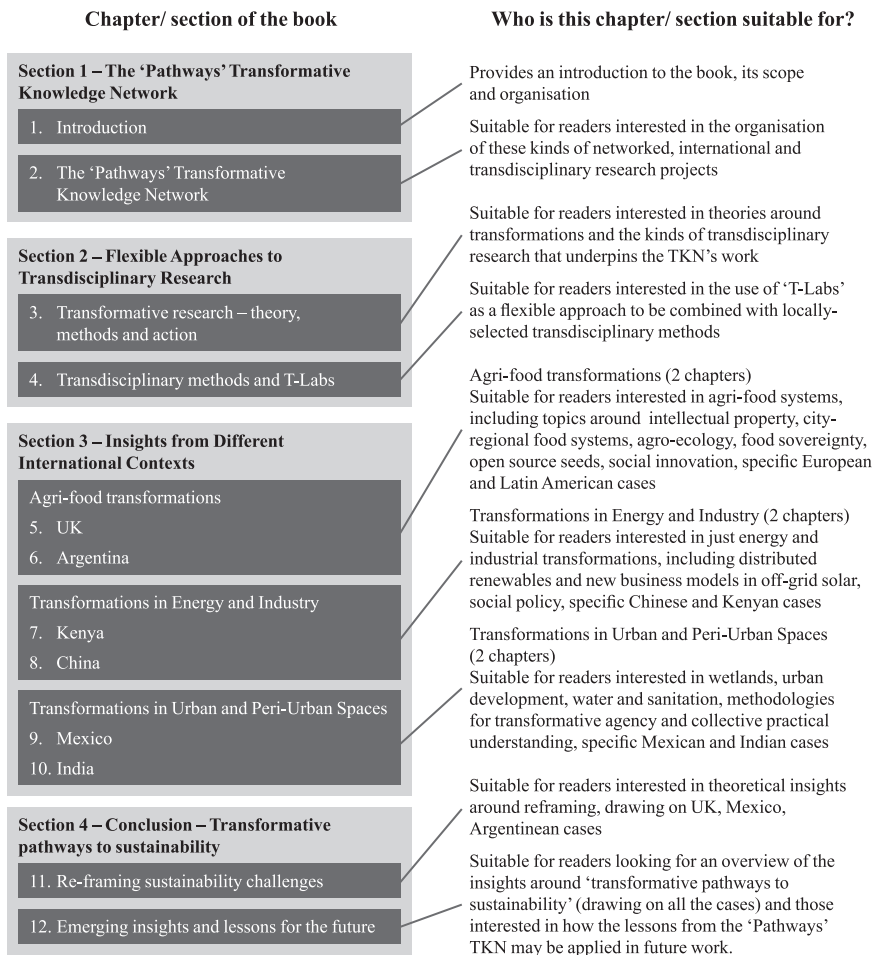 Chapter/ section of the book
Section 1 – The ‘Pathways’ Transformative
Knowledge Network
1. Introduction
2. The ‘Pathways’ Transformative
Knowledge Network
Section 2 – Flexible Approaches to
Transdisciplinary Research
3. Transformative research – theory,
methods and action
4. Transdisciplinary methods and T-Labs
Section 3 – Insights from Different
International Contexts
Agri-food transformations
5. UK
6. Argentina
Transformations in Energy and Industry
7. Kenya
8. China
Transformations in Urban and Peri-Urban Spaces
9. Mexico
10. India
Section 4 – Conclusion – Transformative
pathways to sustainability
11. Re-framing sustainability challenges
12. Emerging insights and lessons for the future
Who is this chapter/ section suitable for?
Provides an introduction to the book, its scope
and organisation
Suitable for readers interested in the organisation
of these kinds of networked, international and
transdisciplinary research projects
Suitable for readers interested in theories around
transformations and the kinds of transdisciplinary
research that underpins the TKN’s work
Suitable for readers interested in the use of ‘T-Labs’
as a flexible approach to be combined with locally-
selected transdisciplinary methods
Agri-food transformations (2 chapters)
Suitable for readers interested in agri-food systems,
including topics around intellectual property, city-
regional food systems, agro-ecology, food sovereignty,
open source seeds, social innovation, specific European
and Latin American cases
Transformations in Energy and Industry (2 chapters)
Suitable for readers interested in just energy and
industrial transformations, including distributed
renewables and new business models in off-grid solar,
social policy, specific Chinese and Kenyan cases
Transformations in Urban and Peri-Urban Spaces
(2 chapters)
Suitable for readers interested in wetlands, urban
development, water and sanitation, methodologies
for transformative agency and collective practical
understanding, specific Mexican and Indian cases
Suitable for readers interested in theoretical insights
around reframing, drawing on UK, Mexico,
Argentinean cases
Suitable for readers looking for an overview of the
insights around ‘transformative pathways to
sustainability’ (drawing on all the cases) and those
interested in how the lessons from the ‘Pathways’
TKN may be applied in future work.